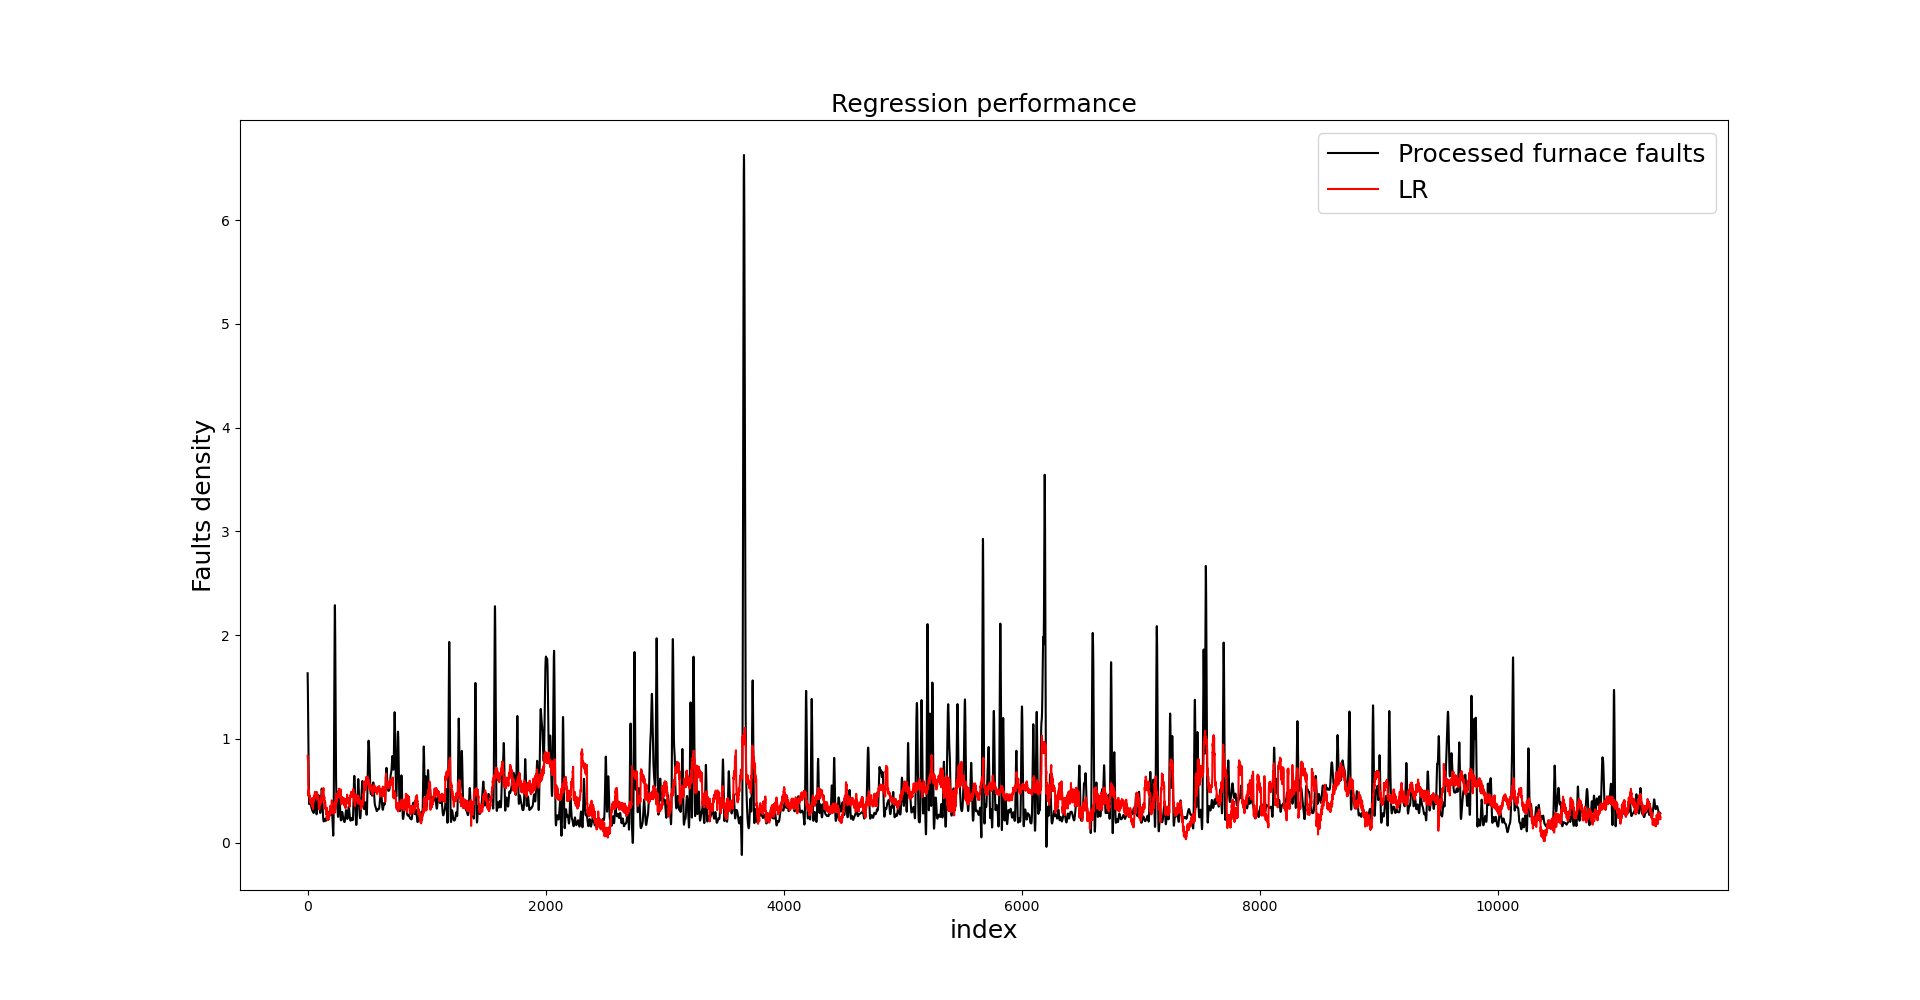 Regression performance
Processed furnace faults
LR
Faults density
6
5
4
3
2
1
0
0 2000 4000 6000 8000 10000
index